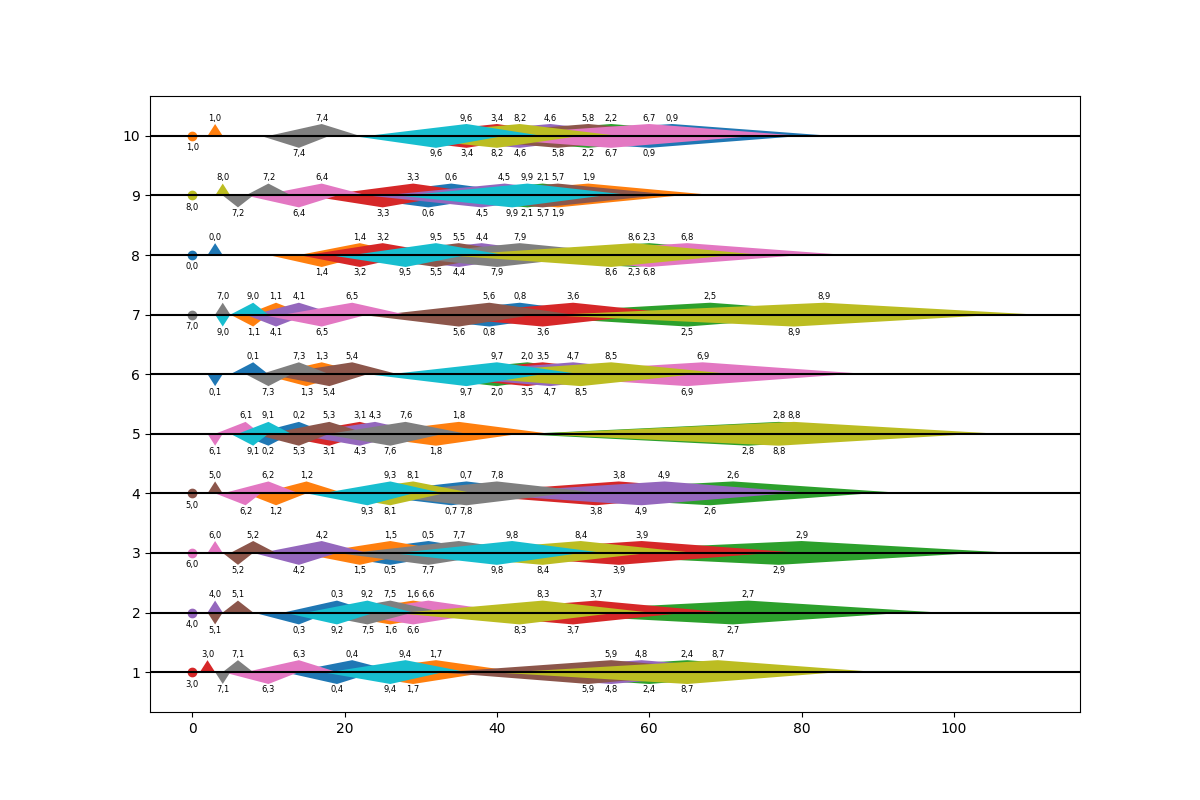 1,0 7,4 9,6 3,4 8,2 4,6 5,8 2,2 6,7 0,9
10
1,0 7,4 9,6 3,4 8,2 4,6 5,8 2,2 6,7 0,9
8,0 7,2 6,4 3,3 0,6 4,5 9,9 2,1 5,7 1,9
9
8,0 7,2 6,4 3,3 0,6 4,5 9,9 2,1 5,7 1,9
0,0 1,4 3,2 9,5 5,5 4,4 7,9 8,6 2,3 6,8
8
0,0 1,4 3,2 9,5 5,5 4,4 7,9 8,6 2,3 6,8
7,0 9,0 1,1 4,1 6,5 5,6 0,8 3,6 2,5 8,9
7
7,0 9,0 1,1 4,1 6,5 5,6 0,8 3,6 2,5 8,9
0,1 7,3 1,3 5,4 9,7 2,0 3,5 4,7 8,5 6,9
6
0,1 7,3 1,3 5,4 9,7 2,0 3,5 4,7 8,5 6,9
6,1 9,1 0,2 5,3 3,1 4,3 7,6 1,8 2,8 8,8
5
6,1 9,1 0,2 5,3 3,1 4,3 7,6 1,8 2,8 8,8
5,0 6,2 1,2 9,3 8,1 0,7 7,8 3,8 4,9 2,6
4
5,0 6,2 1,2 9,3 8,1 0,7 7,8 3,8 4,9 2,6
6,0 5,2 4,2 1,5 0,5 7,7 9,8 8,4 3,9 2,9
3
6,0 5,2 4,2 1,5 0,5 7,7 9,8 8,4 3,9 2,9
4,0 5,1 0,3 9,2 7,5 1,6 6,6 8,3 3,7 2,7
2
4,0 5,1 0,3 9,2 7,5 1,6 6,6 8,3 3,7 2,7
3,0 7,1 6,3 0,4 9,4 1,7 5,9 4,8 2,4 8,7
1
3,0 7,1 6,3 0,4 9,4 1,7 5,9 4,8 2,4 8,7
0 20 40 60 80 100